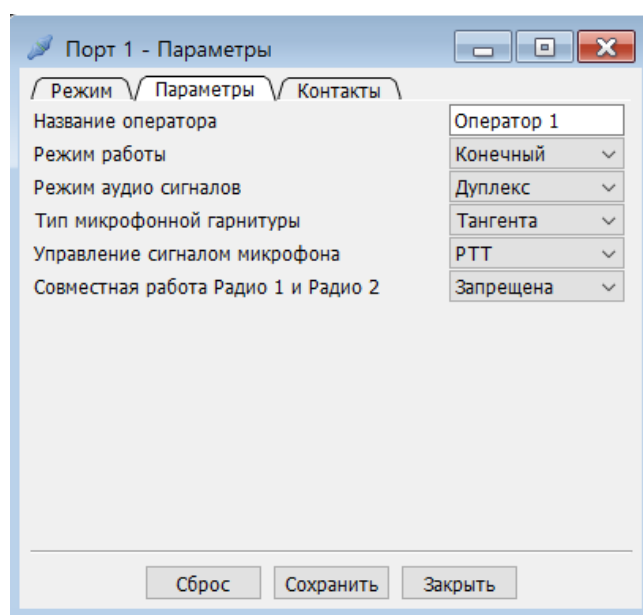 Порт 1 - Параметры
Режим Параметры Контакты
Название оператора Оператор 1
Режим работы Конечный
Режим аудио сигналов Дуплекс
Тип микрофонной гарнитуры Тангента
Управление сигналом микрофона РТТ
Совместная работа Радио 1 и Радио 2 Запрещена
Сброс Сохранить Закрыть